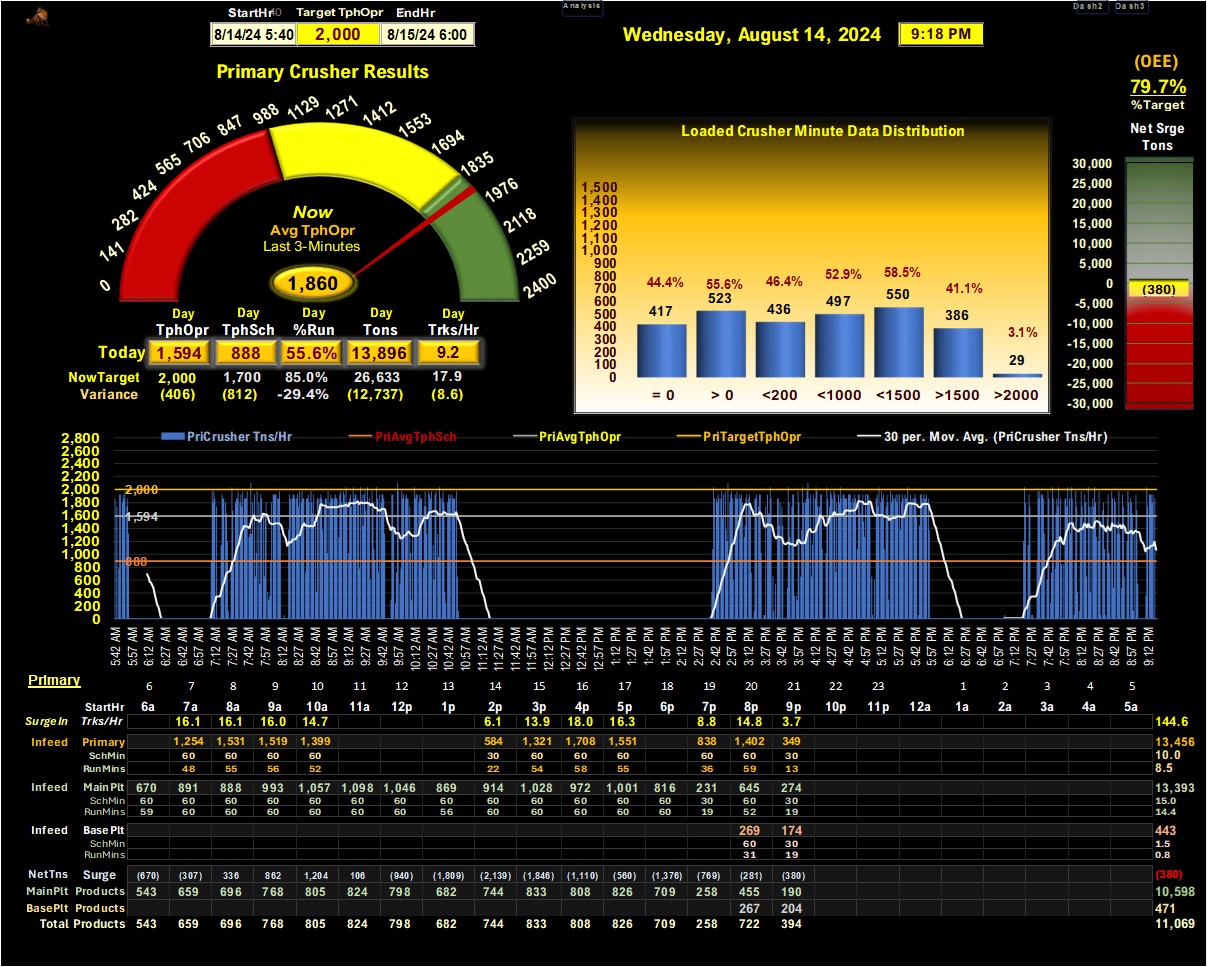 Analysis
Dash2 Dash3
StartHr Target TphOpr EndHr
8/14/24 5:40 2,000 8/15/24 6:00
Wednesday, August 14, 2024 9:18 PM
(OEE)
79.7%
%Target
Primary Crusher Results
0
141
282
424
565
706
847
988
1129
1271
1412
1553
1694
1835
1976
2118
2259
2400
Now
Avg TphOpr
Last 3-Minutes
1,860
Day Day Day Day Day
TphOpr TphSch %Run Tons Trks/Hr
Today 1,594 888 55.6% 13,896 9.2
NowTarget 2,000 1,700 85.0% 26,633 17.9
Variance (406) (812) -29.4% (12,737) (8.6)
Loaded Crusher Minute Data Distribution
1,500
1,400
1,300
1,200
1,100
1,000
900
800
700
600
500
400
300
200
100
0
44.4% 55.6% 46.4% 52.9% 58.5% 41.1% 3.1%
417 523 436 497 550 386 29
= 0 > 0 <200 <1000 <1500 >1500 >2000
Net Srge
Tons
30,000
25,000
20,000
15,000
10,000
5,000
0
-5,000
-10,000
-15,000
-20,000
-25,000
-30,000
(380)
PriCrusher Tns/Hr PriAvgTphSch PriAvgTphOpr PriTargetTphOpr 30 per. Mov. Avg. (PriCrusher Tns/Hr)
2,800
2,600
2,400
2,200
2,000
1,800
1,600
1,400
1,200
1,000
800
600
400
200
0
2,000
1,594
888
5:42 AM 5:57 AM 6:12 AM 6:27 AM 6:42 AM 6:57 AM 7:12 AM 7:27 AM 7:42 AM 7:57 AM 8:12 AM 8:27 AM 8:42 AM 8:57 AM 9:12 AM 9:27 AM 9:42 AM 9:57 AM 10:12 AM 10:27 AM 10:42 AM 10:57 AM 11:12 AM 11:27 AM 11:42 AM 11:57 AM 12:12 PM 12:27 PM 12:42 PM 12:57 PM 1:12 PM 1:27 PM 1:42 PM 1:57 PM 2:12 PM 2:27 PM 2:42 PM 2:57 PM 3:12 PM 3:27 PM 3:42 PM 3:57 PM 4:12 PM 4:27 PM 4:42 PM 4:57 PM 5:12 PM 5:27 PM 5:42 PM 5:57 PM 6:12 PM 6:27 PM 6:42 PM 6:57 PM 7:12 PM 7:27 PM 7:42 PM 7:57 PM 8:12 PM 8:27 PM 8:42 PM 8:57 PM 9:12 PM
Primary 6 7 8 9 10 11 12 13 14 15 16 17 18 19 20 21 22 23 1 2 3 4 5
StartHr 6a 7a 8a 9a 10a 11a 12p 1p 2p 3p 4p 5p 6p 7p 8p 9p 10p 11p 12a 1a 2a 3a 4a 5a
SurgeIn Trks/Hr 16.1 16.1 16.0 14.7 6.1 13.9 18.0 16.3 8.8 14.8 3.7 144.6
Infeed Primary 1,254 1,531 1,519 1,399 584 1,321 1,708 1,551 838 1,402 349 13,456
SchMin 60 60 60 60 30 60 60 60 60 60 30 10.0
RunMins 48 55 56 52 22 54 58 55 36 59 13 8.5
Infeed MainPlt 670 891 888 993 1,057 1,098 1,046 869 914 1,028 972 1,001 816 231 645 274 13,393
SchMin 60 60 60 60 60 60 60 60 60 60 60 60 60 30 60 30 15.0
RunMins 59 60 60 60 60 60 60 56 60 60 60 60 60 19 52 19 14.4
Infeed BasePlt 269 174 443
SchMin 60 30 1.5
RunMins 31 19 0.8
NetTns Surge (670) (307) 336 862 1,204 106 (940) (1,809) (2,139) (1,846) (1,110) (560) (1,376) (769) (281) (380) (380)
MainPlt Products 543 659 696 768 805 824 798 682 744 833 808 826 709 258 455 190 10,598
BasePlt Products 267 204 471
Total Products 543 659 696 768 805 824 798 682 744 833 808 826 709 258 722 394 11,069